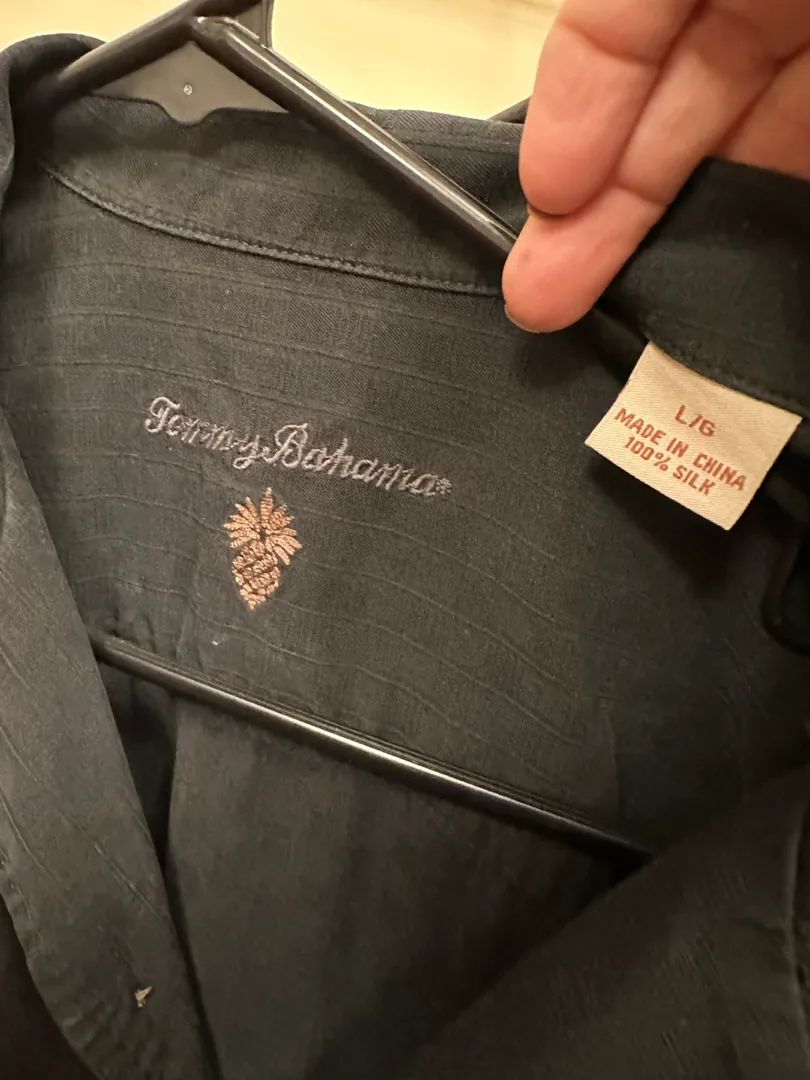 Tommy Bahama®
L/G
MADE IN CHINA
100% SILK